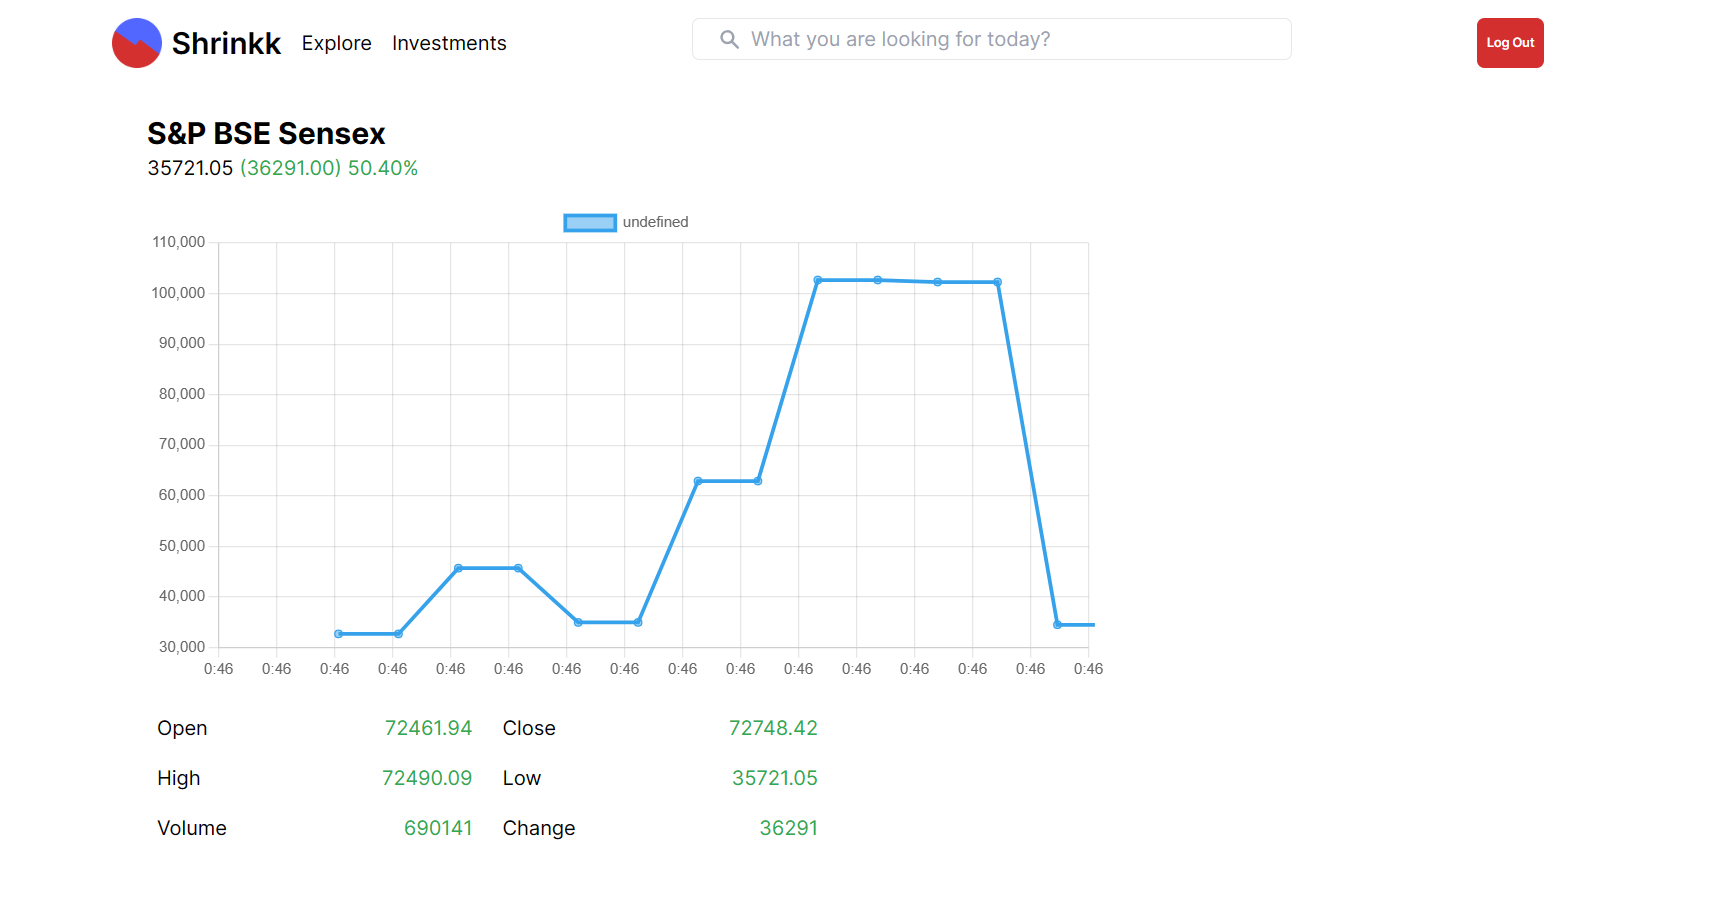 Shrinkk Explore Investments What you are looking for today? Log Out
S&P BSE Sensex
35721.05 (36291.00) 50.40%
undefined
110,000
100,000
90,000
80,000
70,000
60,000
50,000
40,000
30,000
0:46 0:46 0:46 0:46 0:46 0:46 0:46 0:46 0:46 0:46 0:46 0:46 0:46 0:46 0:46 0:46
Open 72461.94 Close 72748.42
High 72490.09 Low 35721.05
Volume 690141 Change 36291